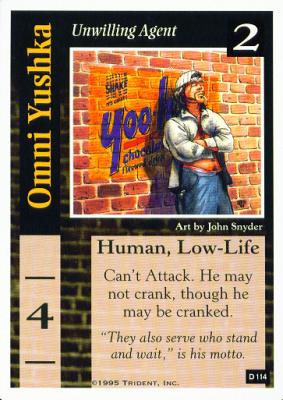 Omni Yushka
Unwilling Agent
2
SHAKE
yoo
chocola
Art by John Snyder
Human, Low-Life
Can't Attack. He may
not crank, though he
may be cranked.
"They also serve who stand
and wait," is his motto.
4
©1995 TRIDENT, INC.
D 114